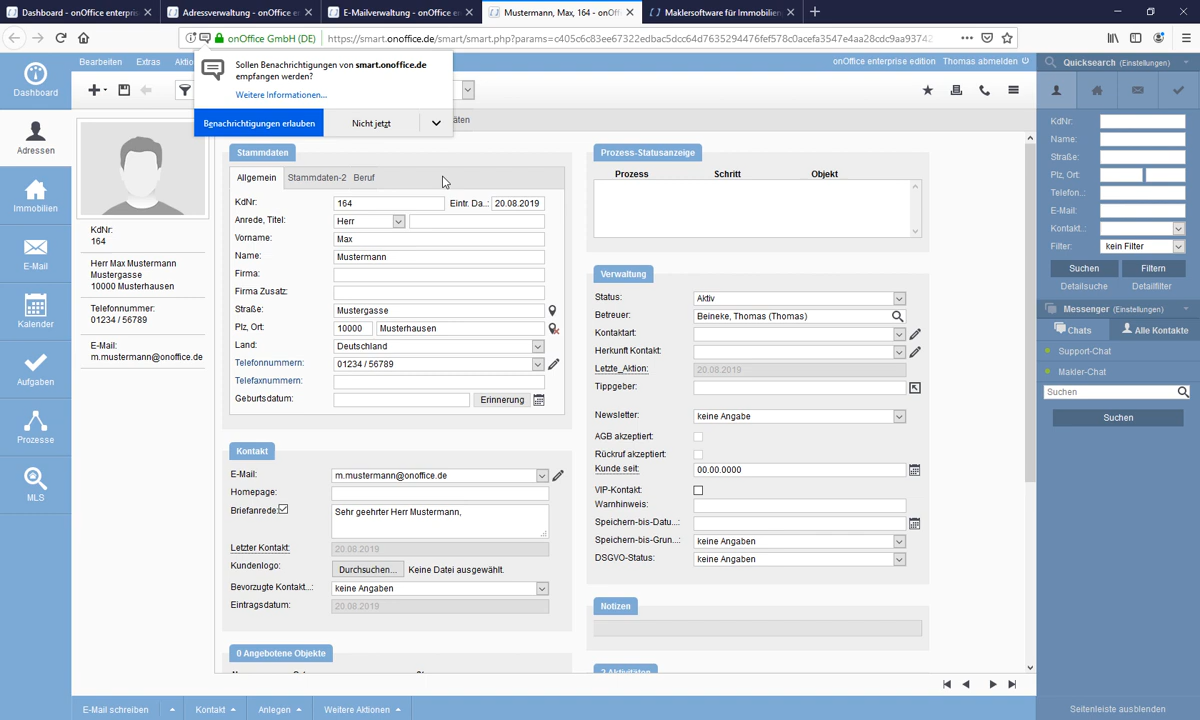 Dashboard - onOffice enterpris
Adressverwaltung - onOffice e
E-Mailverwaltung - onOffice en
Mustermann, Max, 164 - onOffi
Maklersoftware für Immobilien
onOffice GmbH (DE)
https://smart.onoffice.de/smart/smart.php?params=c405c6c83ee67322edbac5dcc64d7635294476fef578c0acefa3547e4aa28cdc9aa93742
Bearbeiten
Extras
Aktio
onOffice enterprise edition
Thomas abmelden
Sollen Benachrichtigungen von smart.onoffice.de
empfangen werden?
Weitere Informationen...
Benachrichtigungen erlauben
Nicht jetzt
äten
Dashboard
Adressen
Immobilien
E-Mail
Kalender
Aufgaben
Prozesse
MLS
KdNr:
164
Herr Max Mustermann
Mustergasse
10000 Musterhausen
Telefonnummer:
01234 / 56789
E-Mail:
m.mustermann@onoffice.de
Stammdaten
Allgemein
Stammdaten-2
Beruf
KdNr:
164
Eintr. Da..:
20.08.2019
Anrede, Titel:
Herr
Vorname:
Max
Name:
Mustermann
Firma:
Firma Zusatz:
Straße:
Mustergasse
Plz, Ort:
10000
Musterhausen
Land:
Deutschland
Telefonnummern:
01234 / 56789
Telefaxnummern:
Geburtsdatum:
Erinnerung
Kontakt
E-Mail:
m.mustermann@onoffice.de
Homepage:
Briefanrede:
Sehr geehrter Herr Mustermann,
Letzter Kontakt:
20.08.2019
Kundenlogo:
Durchsuchen...
Keine Datei ausgewählt.
Bevorzugte Kontakt...:
keine Angaben
Eintragsdatum:
20.08.2019
0 Angebotene Objekte
Prozess-Statusanzeige
Prozess
Schritt
Objekt
Verwaltung
Status:
Aktiv
Betreuer:
Beineke, Thomas (Thomas)
Kontaktart:
Herkunft Kontakt:
Letzte_Aktion:
20.08.2019
Tippgeber:
Newsletter:
keine Angabe
AGB akzeptiert:
Rückruf akzeptiert:
Kunde seit:
00.00.0000
VIP-Kontakt:
Warnhinweis:
Speichern-bis-Datu...:
Speichern-bis-Grun...:
keine Angaben
DSGVO-Status:
keine Angaben
Notizen
2 Aktivitäten
Quicksearch (Einstellungen)
KdNr:
Name:
Straße:
Plz, Ort:
Telefon..:
E-Mail:
Kontakt..:
Filter:
kein Filter
Suchen
Filtern
Detailsuche
Detailfilter
Messenger (Einstellungen)
Chats
Alle Kontakte
Support-Chat
Makler-Chat
Suchen
Suchen
E-Mail schreiben
Kontakt
Anlegen
Weitere Aktionen
Seitenleiste ausblenden